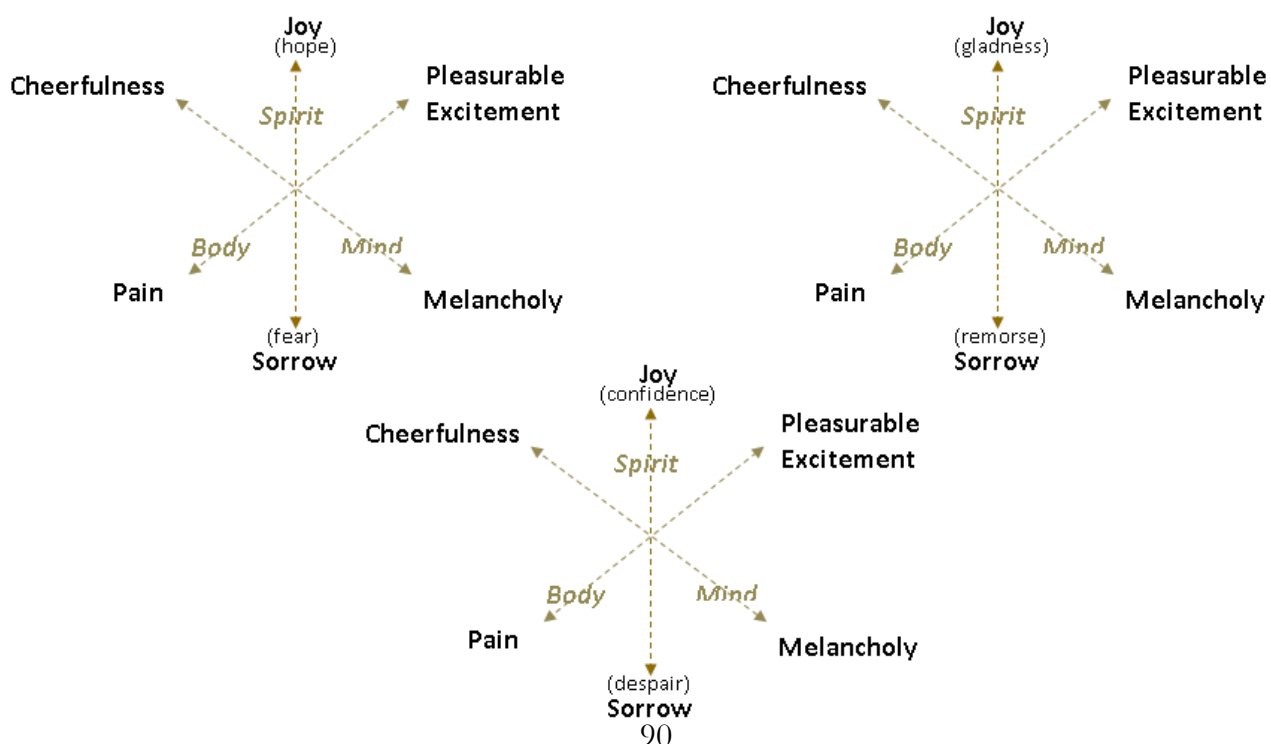 Joy
(hope)
Cheerfulness
Pleasurable
Excitement
Spirit
Body
Mind
Pain
Melancholy
(fear)
Sorrow
Joy
(gladness)
Cheerfulness
Pleasurable
Excitement
Spirit
Body
Mind
Pain
Melancholy
(remorse)
Sorrow
Joy
(confidence)
Cheerfulness
Pleasurable
Excitement
Spirit
Body
Mind
Pain
Melancholy
(despair)
Sorrow
90